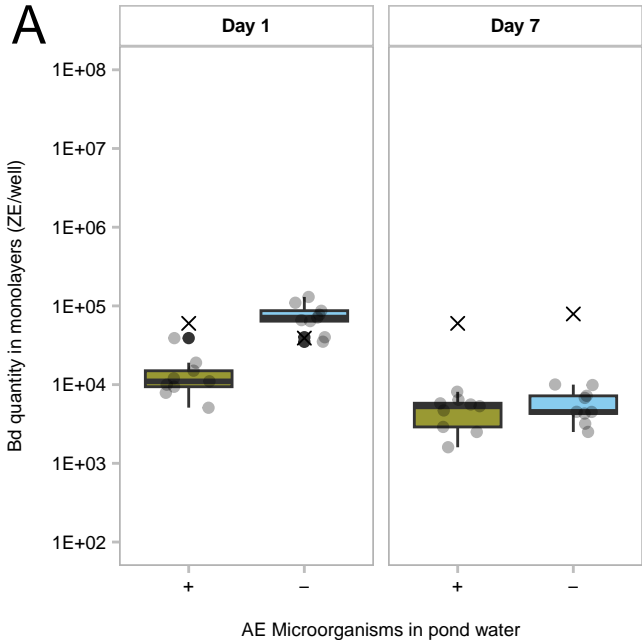 A
Day 1
Day 7
Bd quantity in monolayers (ZE/well)
1E+08
1E+07
1E+06
1E+05
1E+04
1E+03
1E+02
+
−
+
−
AE Microorganisms in pond water